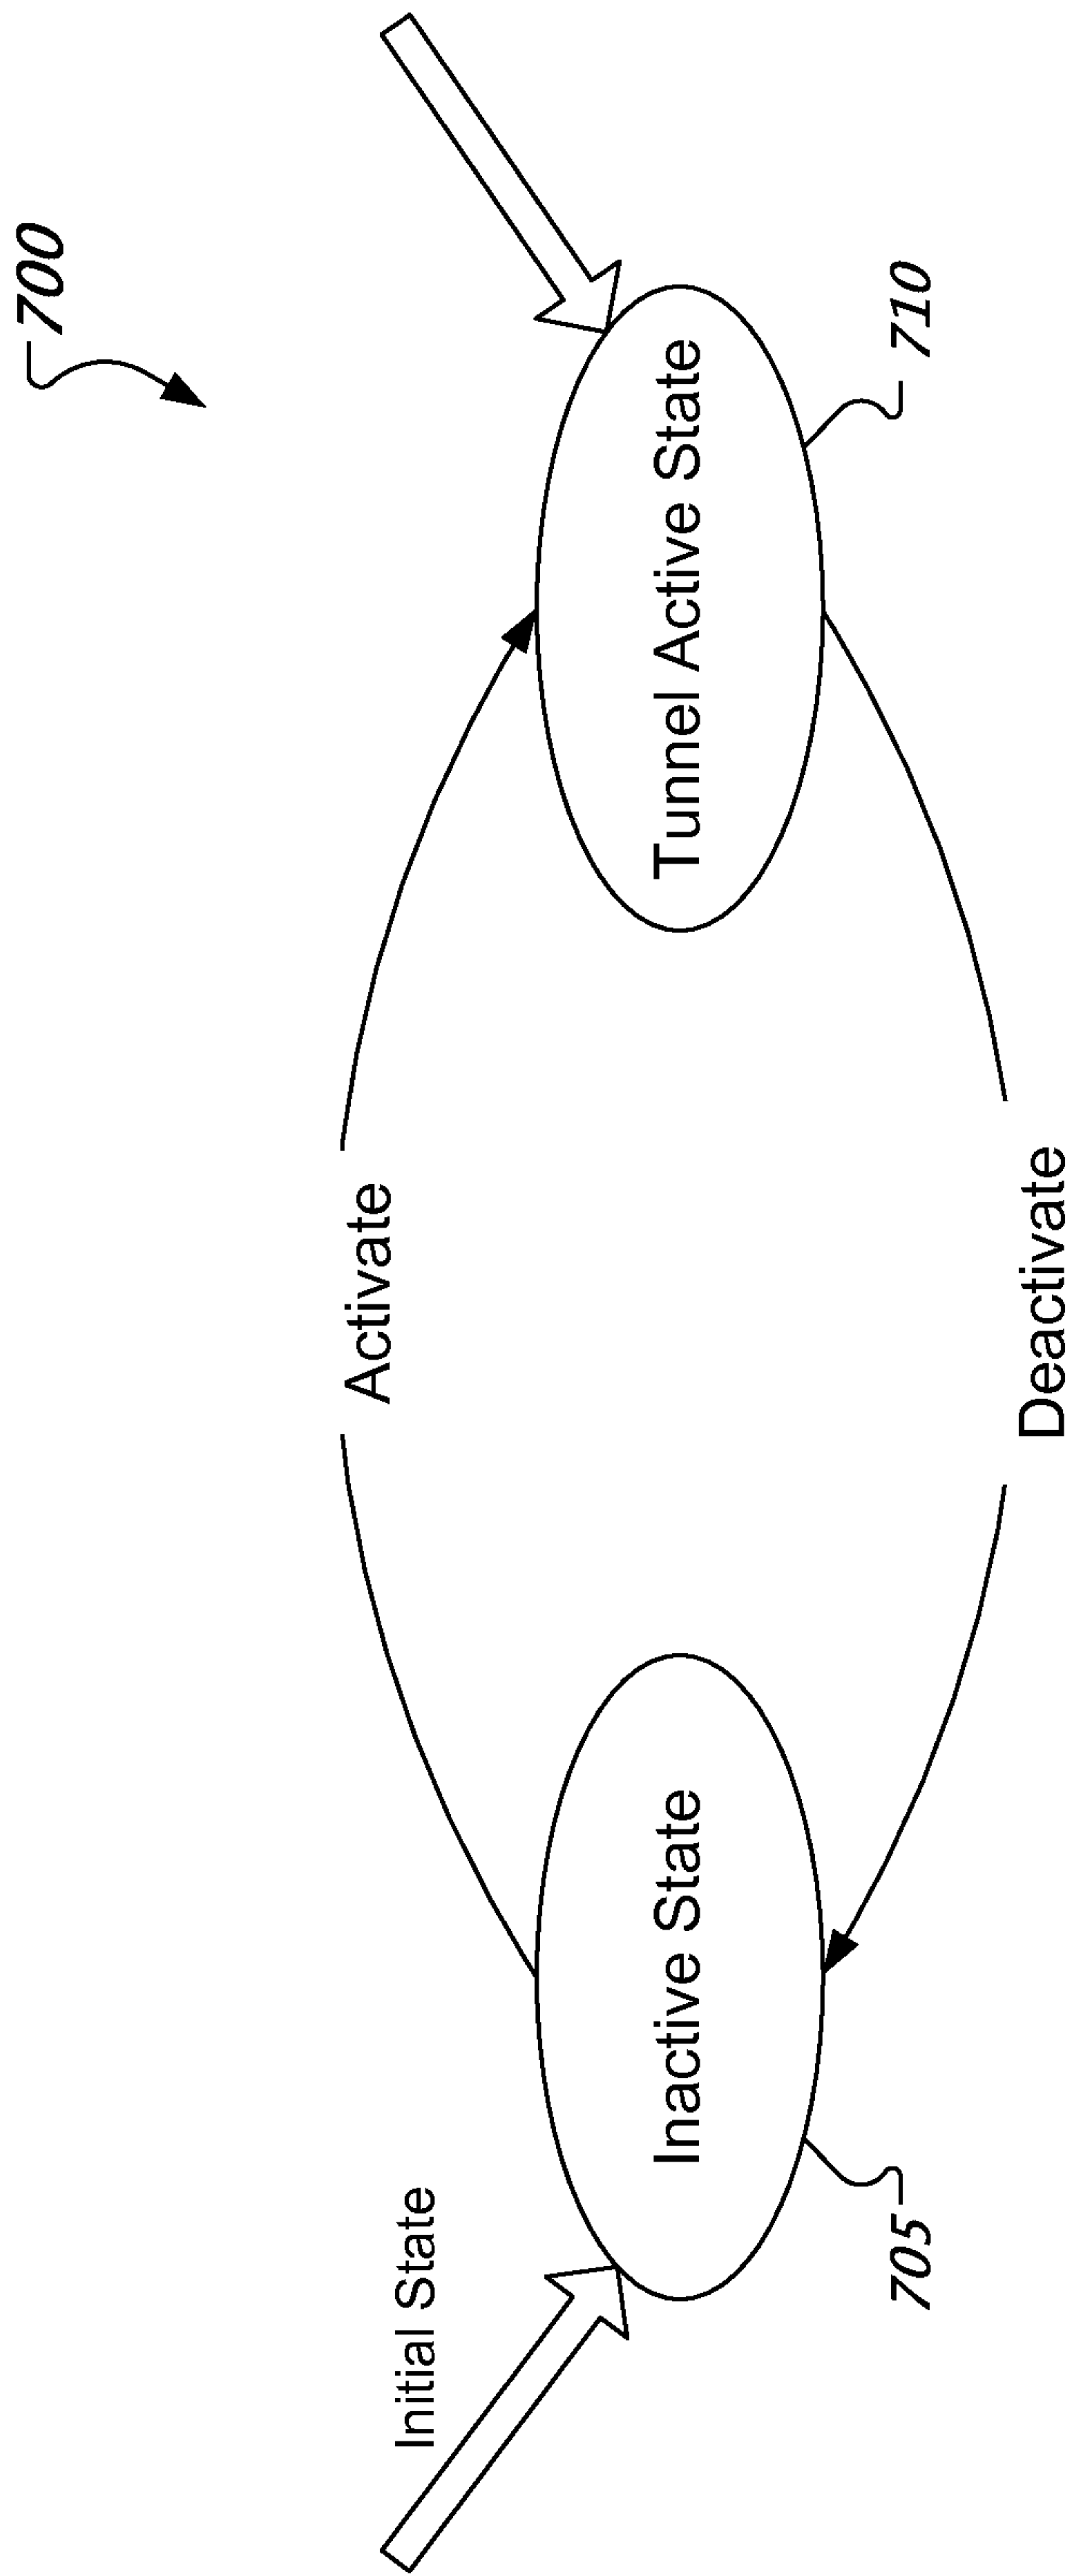 700
Initial State
Activate
Inactive State
Tunnel Active State
705
710
Deactivate